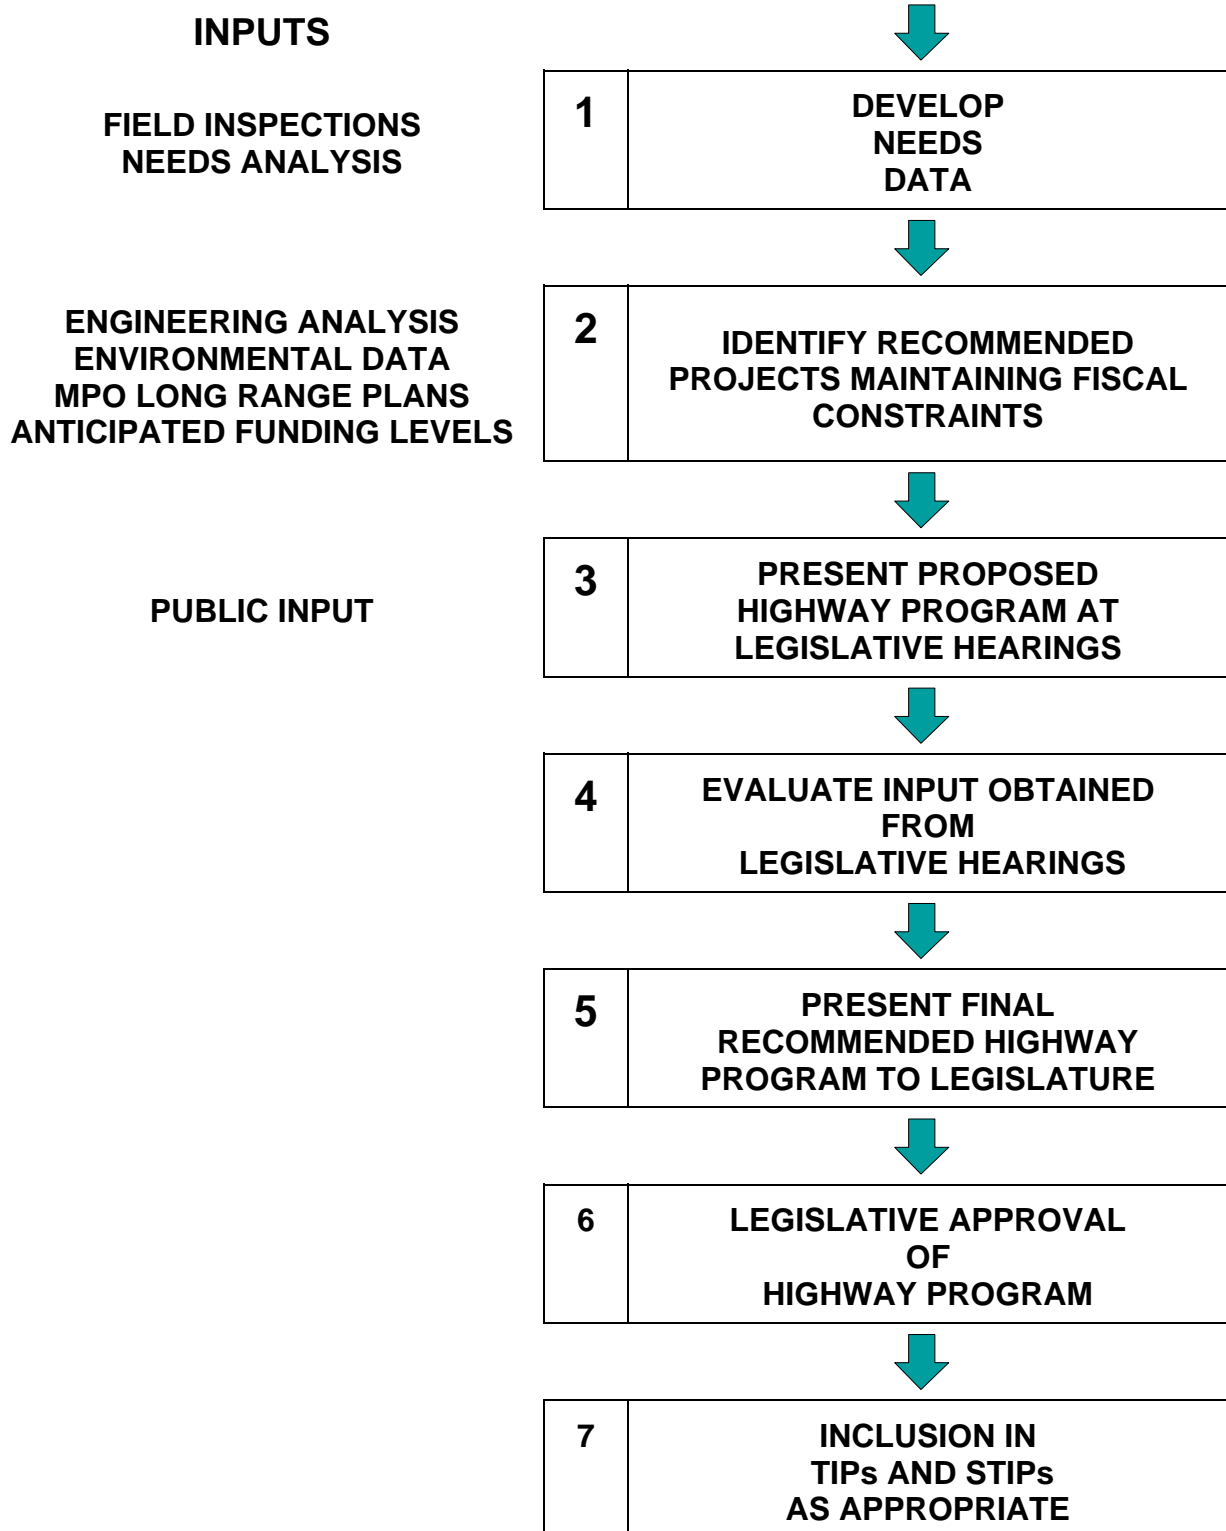 INPUTS
FIELD INSPECTIONS
NEEDS ANALYSIS
1
DEVELOP
NEEDS
DATA
ENGINEERING ANALYSIS
ENVIRONMENTAL DATA
MPO LONG RANGE PLANS
ANTICIPATED FUNDING LEVELS
2
IDENTIFY RECOMMENDED
PROJECTS MAINTAINING FISCAL
CONSTRAINTS
PUBLIC INPUT
3
PRESENT PROPOSED
HIGHWAY PROGRAM AT
LEGISLATIVE HEARINGS
4
EVALUATE INPUT OBTAINED
FROM
LEGISLATIVE HEARINGS
5
PRESENT FINAL
RECOMMENDED HIGHWAY
PROGRAM TO LEGISLATURE
6
LEGISLATIVE APPROVAL
OF
HIGHWAY PROGRAM
7
INCLUSION IN
TIPs AND STIPs
AS APPROPRIATE